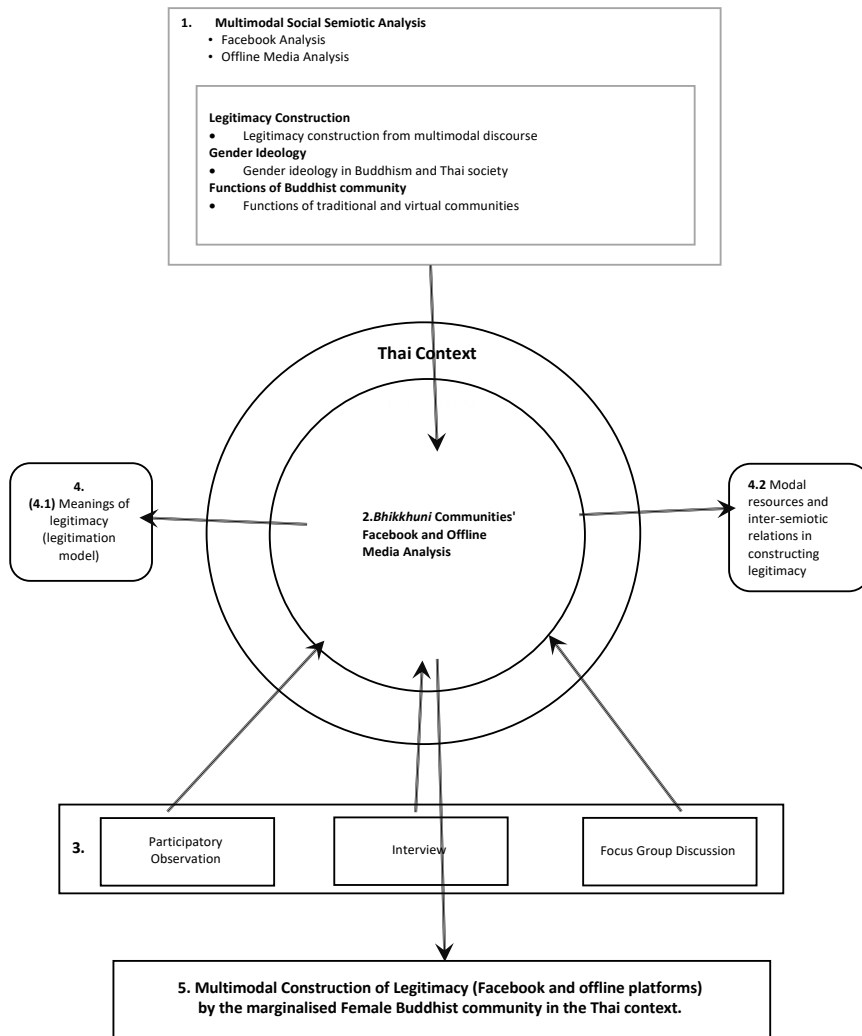 1. Multimodal Social Semiotic Analysis
• Facebook Analysis
• Offline Media Analysis
Legitimacy Construction
• Legitimacy construction from multimodal discourse
Gender Ideology
• Gender ideology in Buddhism and Thai society
Functions of Buddhist community
• Functions of traditional and virtual communities
Thai Context
4.
(4.1) Meanings of
legitimacy
(legitimation
model)
2.Bhikkhuni Communities'
Facebook and Offline
Media Analysis
4.2 Modal
resources and
inter-semiotic
relations in
constructing
legitimacy
3.
Participatory
Observation
Interview
Focus Group Discussion
5. Multimodal Construction of Legitimacy (Facebook and offline platforms)
by the marginalised Female Buddhist community in the Thai context.